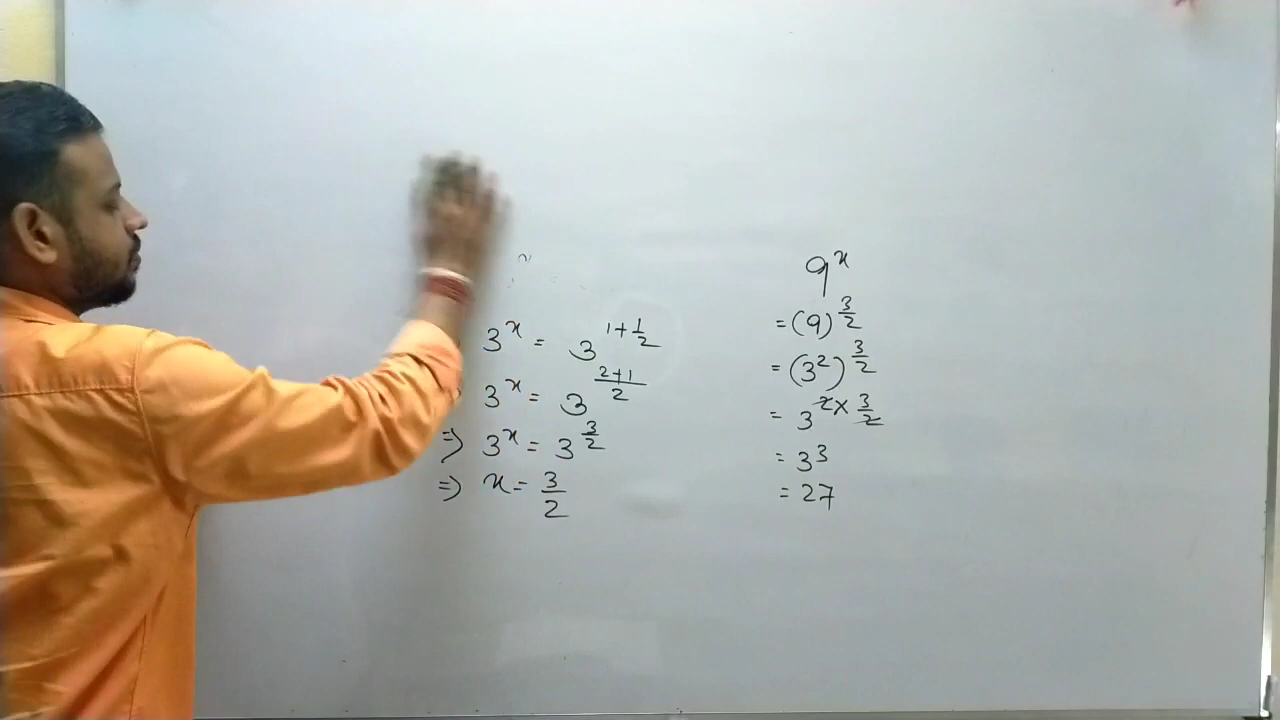 3^x = 3^(1+1/2)
3^x = 3^((2+1)/2)
⇒ 3^x = 3^(3/2)
⇒ x = 3/2
9^x
= (9)^(3/2)
= (3^2)^(3/2)
= 3^(2×3/2)
= 3^3
= 27